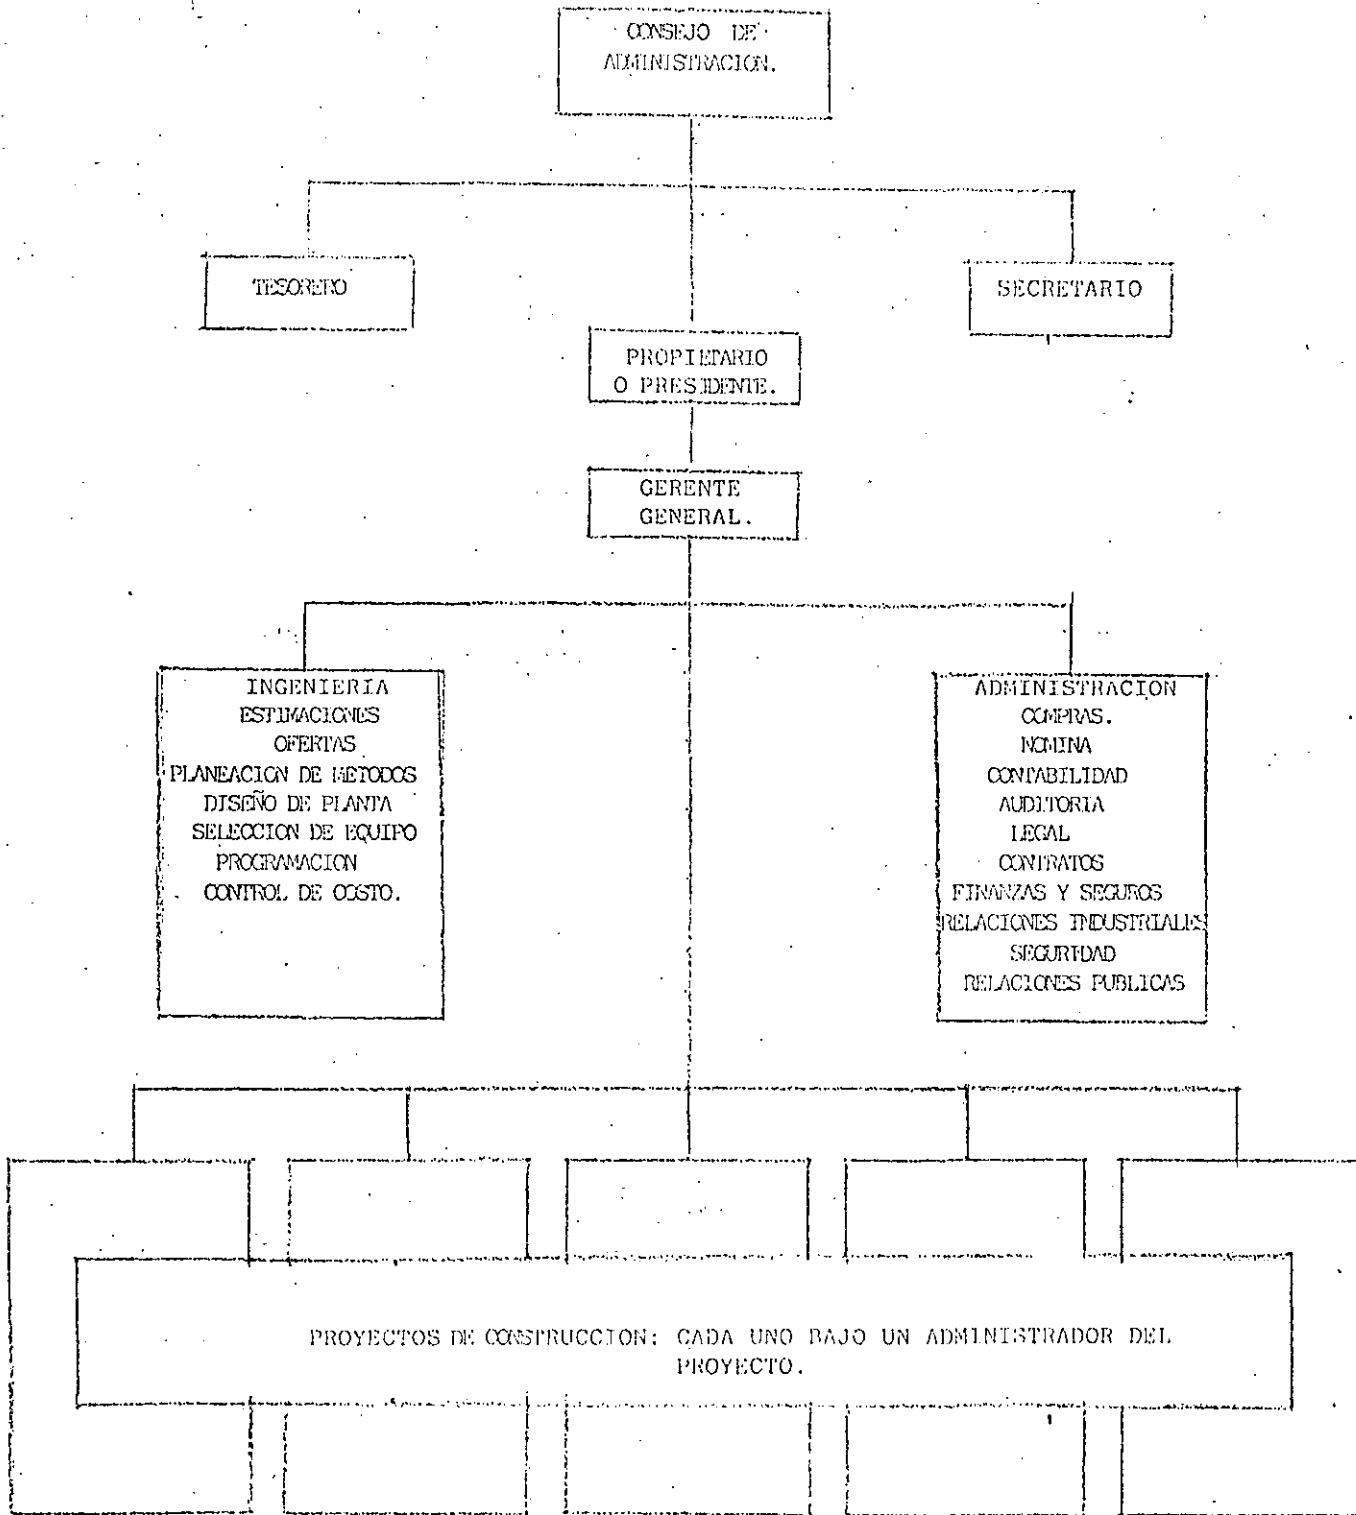 CONSEJO DE
ADMINISTRACION.
TESORERO
SECRETARIO
PROPIETARIO
O PRESIDENTE.
GERENTE
GENERAL.
INGENIERIA
ESTIMACIONES
OFERTAS
PLANEACION DE METODOS
DISEÑO DE PLANTA
SELECCION DE EQUIPO
PROGRAMACION
CONTROL DE COSTO.
ADMINISTRACION
COMPRAS.
NOMINA
CONTABILIDAD
AUDITORIA
LEGAL
CONTRATOS
FINANZAS Y SEGUROS
RELACIONES INDUSTRIALES
SEGURIDAD
RELACIONES PUBLICAS
PROYECTOS DE CONSTRUCCION: CADA UNO BAJO UN ADMINISTRADOR DEL
PROYECTO.